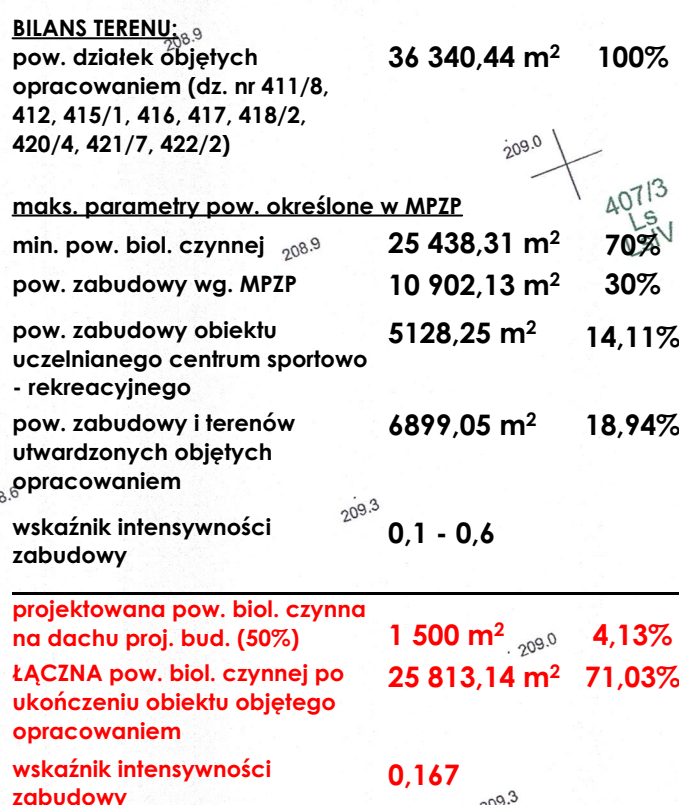 BILANS TERENU:
208.9
pow. działek objętych 36 340,44 m² 100%
opracowaniem (dz. nr 411/8,
412, 415/1, 416, 417, 418/2,
420/4, 421/7, 422/2)
209.0
407/3
Ls
maks. parametry pow. określone w MPZP
min. pow. biol. czynnej 208.9 25 438,31 m² 70%
pow. zabudowy wg. MPZP 10 902,13 m² 30%
pow. zabudowy obiektu 5128,25 m² 14,11%
uczelnianego centrum sportowo
- rekreacyjnego
pow. zabudowy i terenów 6899,05 m² 18,94%
utwardzonych objętych
opracowaniem
209.3
wskaźnik intensywności 0,1 - 0,6
zabudowy
projektowana pow. biol. czynna
na dachu proj. bud. (50%) 1 500 m² 209.0 4,13%
ŁĄCZNA pow. biol. czynnej po 25 813,14 m² 71,03%
ukończeniu obiektu objętego
opracowaniem
wskaźnik intensywności 0,167
zabudowy
209.3